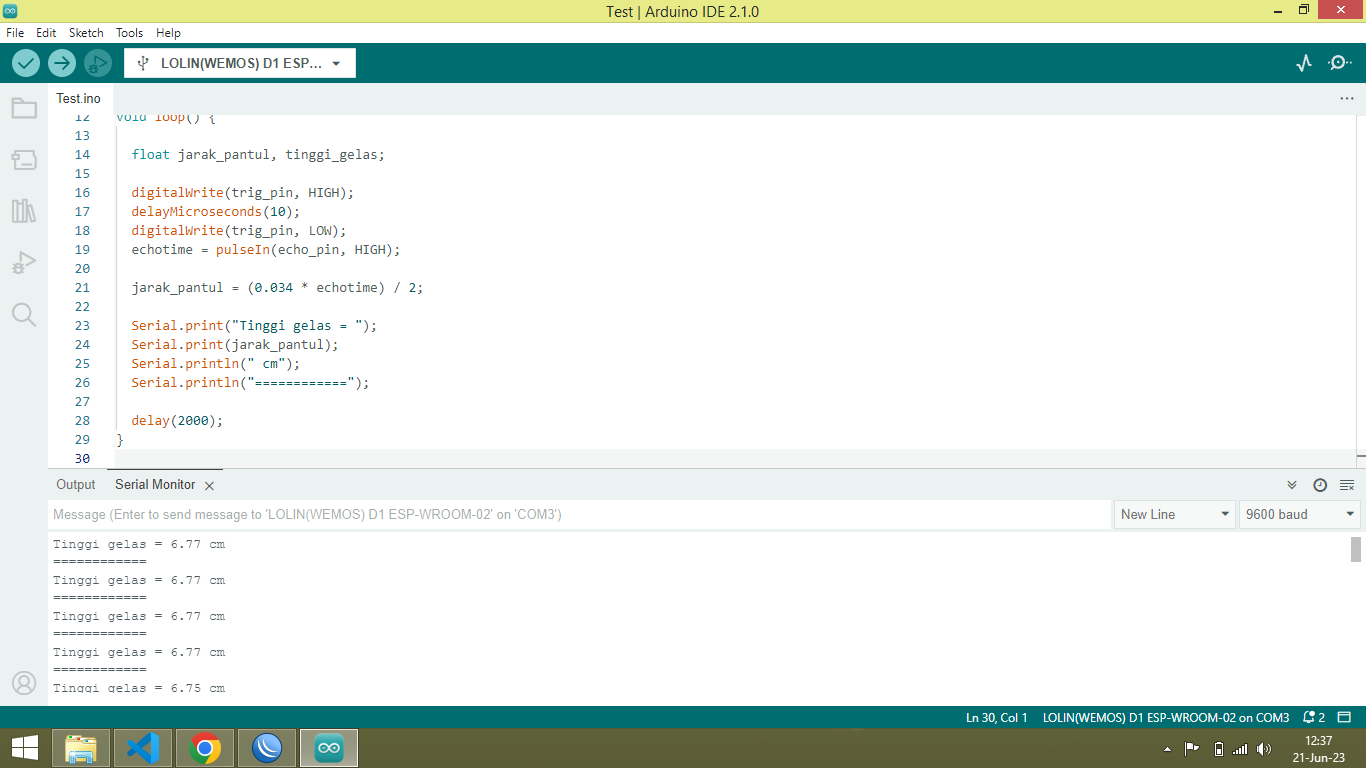 Test | Arduino IDE 2.1.0
File Edit Sketch Tools Help
LOLIN(WEMOS) D1 ESP...
Test.ino
12 void loop() {
13
14 float jarak_pantul, tinggi_gelas;
15
16 digitalWrite(trig_pin, HIGH);
17 delayMicroseconds(10);
18 digitalWrite(trig_pin, LOW);
19 echotime = pulseIn(echo_pin, HIGH);
20
21 jarak_pantul = (0.034 * echotime) / 2;
22
23 Serial.print("Tinggi gelas = ");
24 Serial.print(jarak_pantul);
25 Serial.println(" cm");
26 Serial.println("============");
27
28 delay(2000);
29 }
30
Output Serial Monitor
Message (Enter to send message to 'LOLIN(WEMOS) D1 ESP-WROOM-02' on 'COM3')
New Line 9600 baud
Tinggi gelas = 6.77 cm
============
Tinggi gelas = 6.77 cm
============
Tinggi gelas = 6.77 cm
============
Tinggi gelas = 6.77 cm
============
Tinggi gelas = 6.75 cm
Ln 30, Col 1 LOLIN(WEMOS) D1 ESP-WROOM-02 on COM3 2
12:37
21-Jun-23